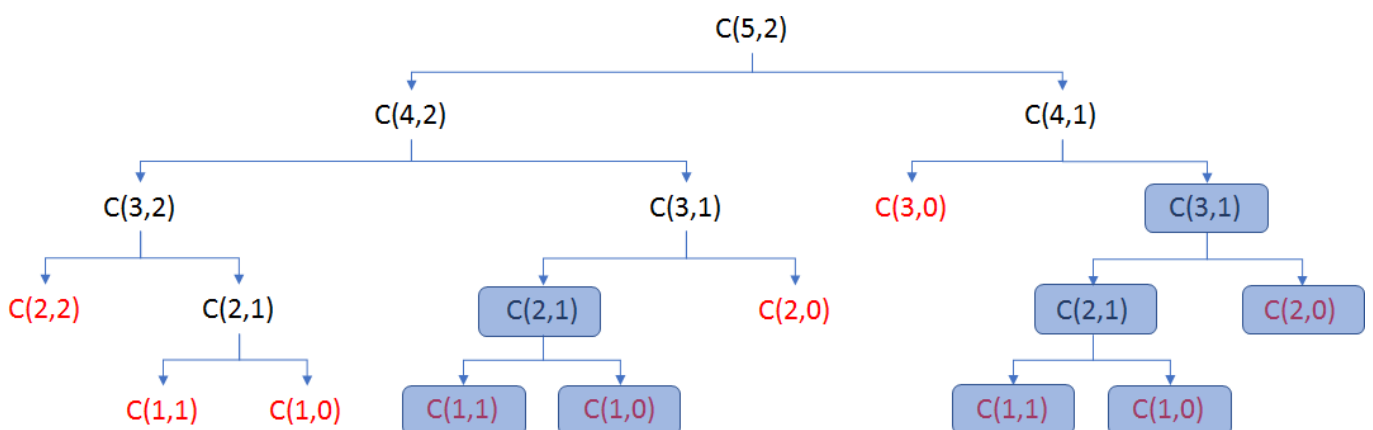 C(5,2)
C(4,2) C(4,1)
C(3,2) C(3,1) C(3,0) C(3,1)
C(2,2) C(2,1) C(2,1) C(2,0) C(2,1) C(2,0)
C(1,1) C(1,0) C(1,1) C(1,0) C(1,1) C(1,0)